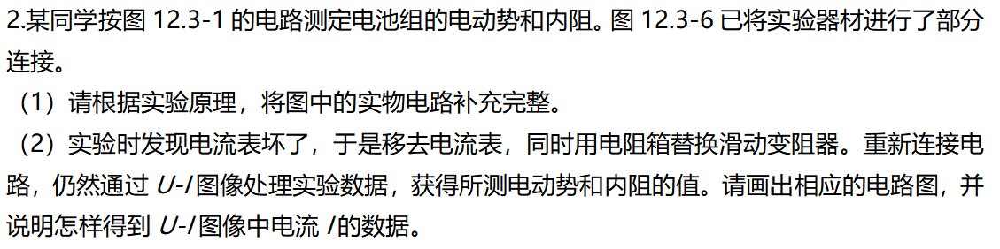 2.某同学按图 12.3-1 的电路测定电池组的电动势和内阻。图 12.3-6 已将实验器材进行了部分
连接。
（1）请根据实验原理，将图中的实物电路补充完整。
（2）实验时发现电流表坏了，于是移去电流表，同时用电阻箱替换滑动变阻器。重新连接电
路，仍然通过 U-I 图像处理实验数据，获得所测电动势和内阻的值。请画出相应的电路图，并
说明怎样得到 U-I 图像中电流 I 的数据。